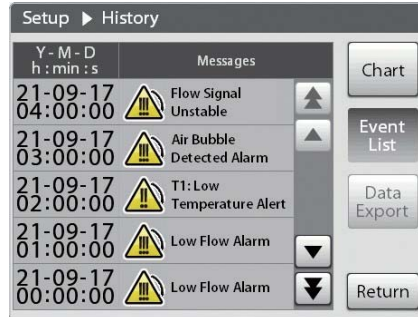 Setup ▶ History
Y - M - D
h : min : s
Messages
21-09-17
04:00:00
Flow Signal
Unstable
21-09-17
03:00:00
Air Bubble
Detected Alarm
21-09-17
02:00:00
T1: Low
Temperature Alert
21-09-17
01:00:00
Low Flow Alarm
21-09-17
00:00:00
Low Flow Alarm
Chart
Event
List
Data
Export
Return